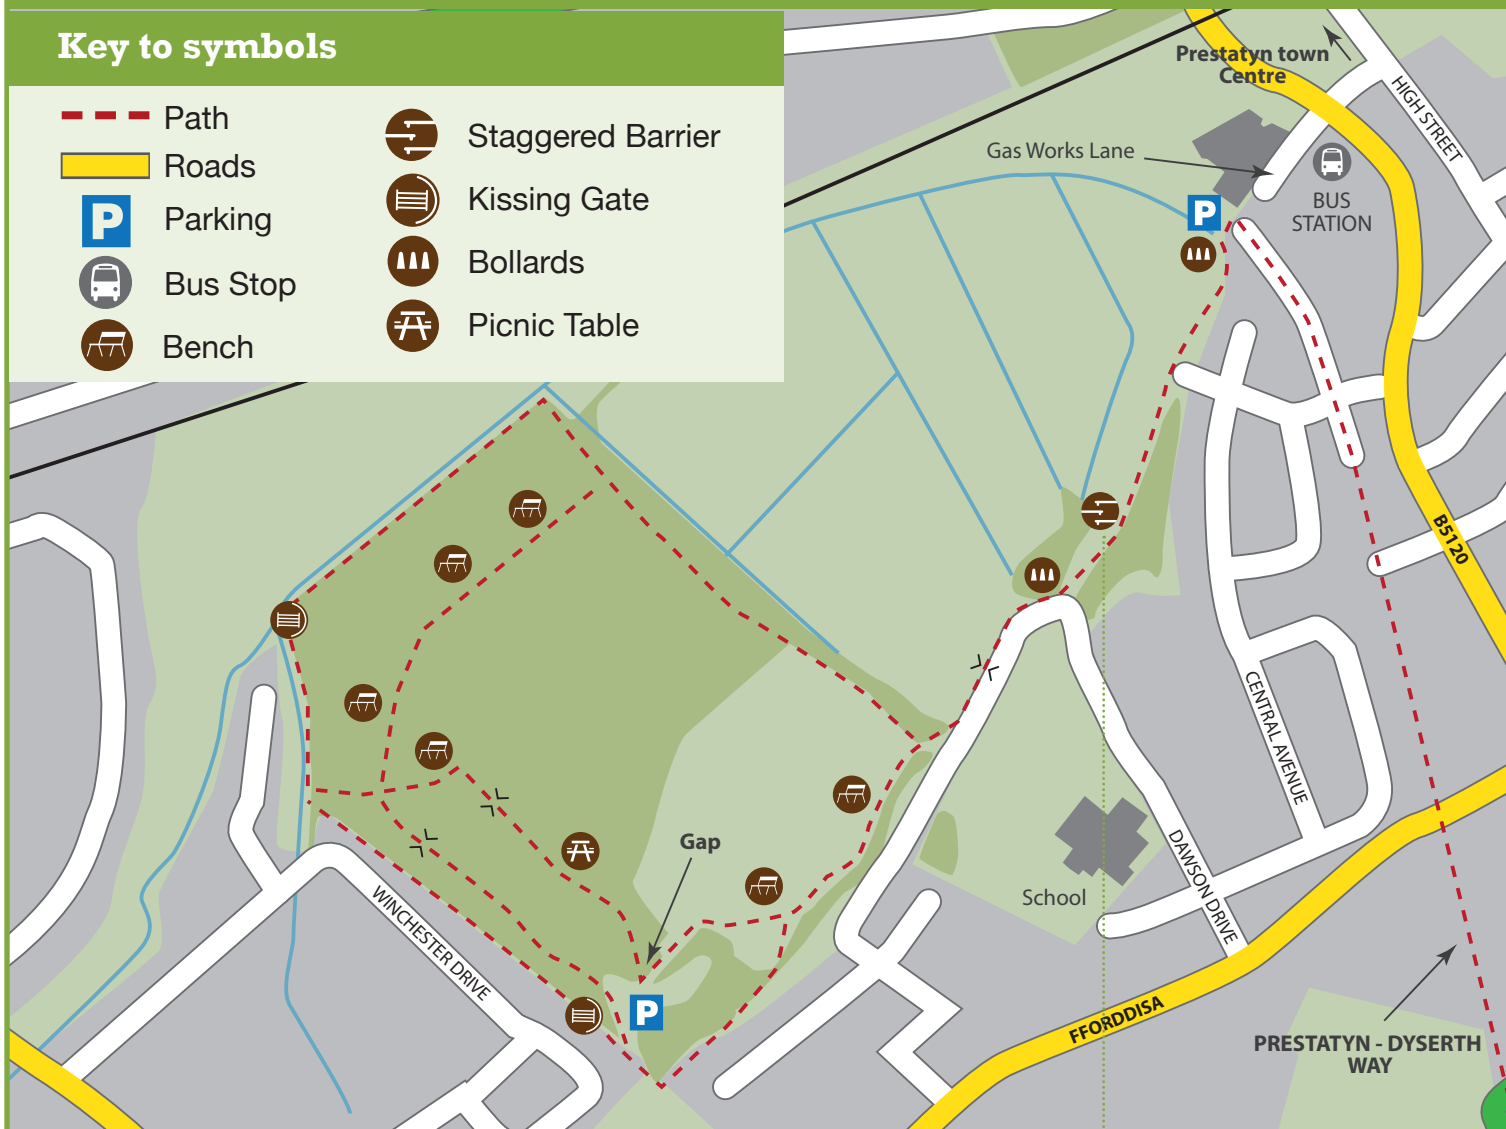 Key to symbols
Path
Roads
Parking
Bus Stop
Bench
Staggered Barrier
Kissing Gate
Bollards
Picnic Table
Prestatyn town
Centre
HIGH STREET
Gas Works Lane
P
BUS
STATION
B5120
CENTRAL AVENUE
DAWSON DRIVE
School
Gap
WINCHESTER DRIVE
P
FFORDDISA
PRESTATYN - DYSERTH
WAY
P